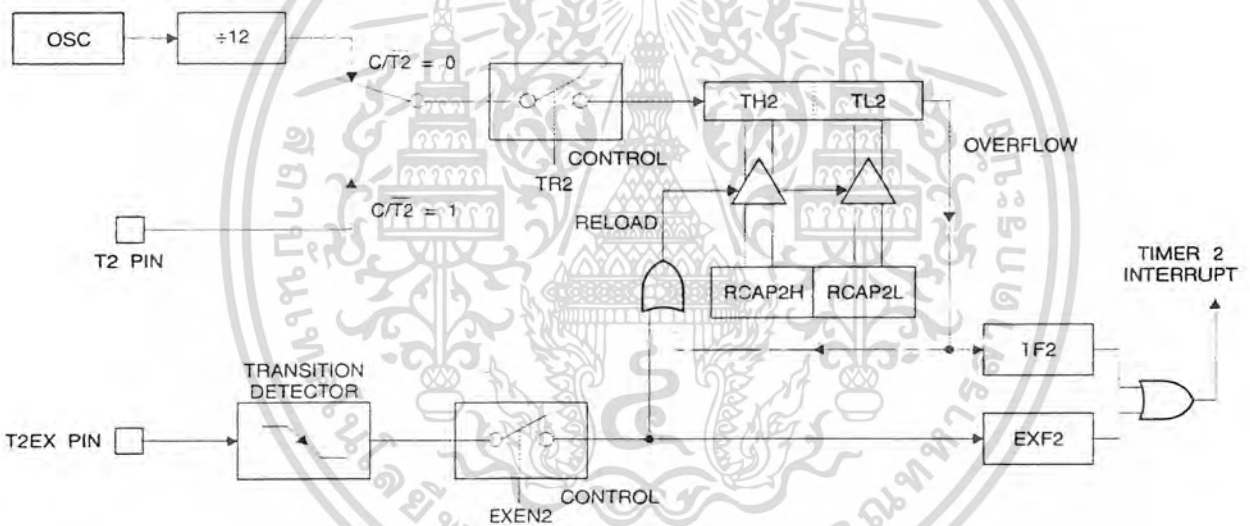 OSC
÷12
C/T2 = 0
TH2 TL2
OVERFLOW
CONTROL
TR2
C/T2 = 1
RELOAD
T2 PIN
TIMER 2
INTERRUPT
RCAP2H RCAP2L
TF2
TRANSITION
DETECTOR
T2EX PIN
EXF2
CONTROL
EXEN2